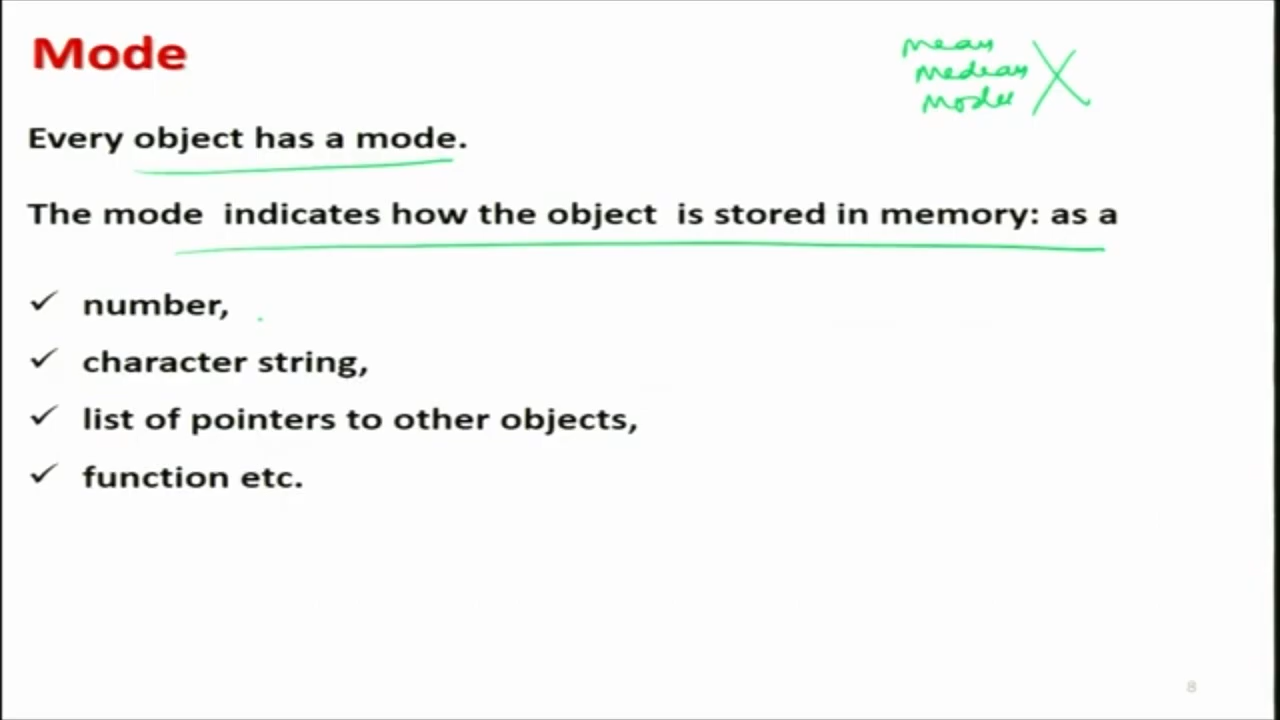 Mode
mean
median
mode
Every object has a mode.
The mode indicates how the object is stored in memory: as a
✓ number,
✓ character string,
✓ list of pointers to other objects,
✓ function etc.
8